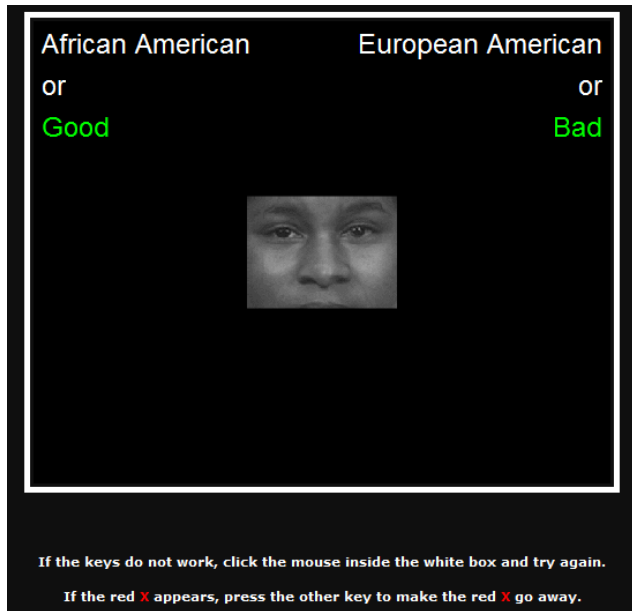 African American European American
or or
Good Bad
If the keys do not work, click the mouse inside the white box and try again.
If the red X appears, press the other key to make the red X go away.